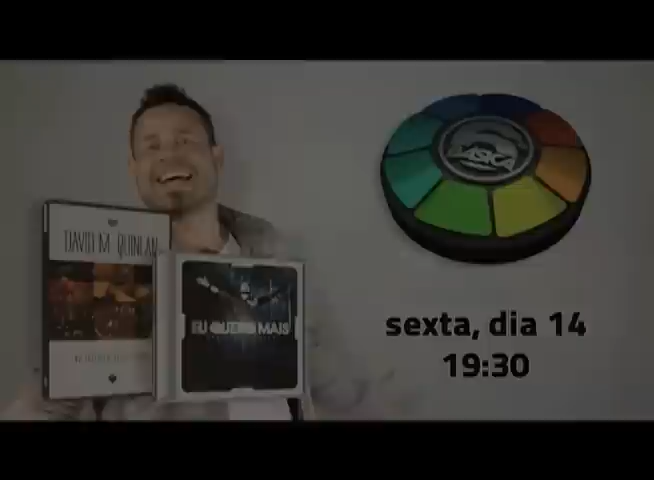 DAVID M. QUINLAN
EU QUERO MAIS
sexta, dia 14
19:30